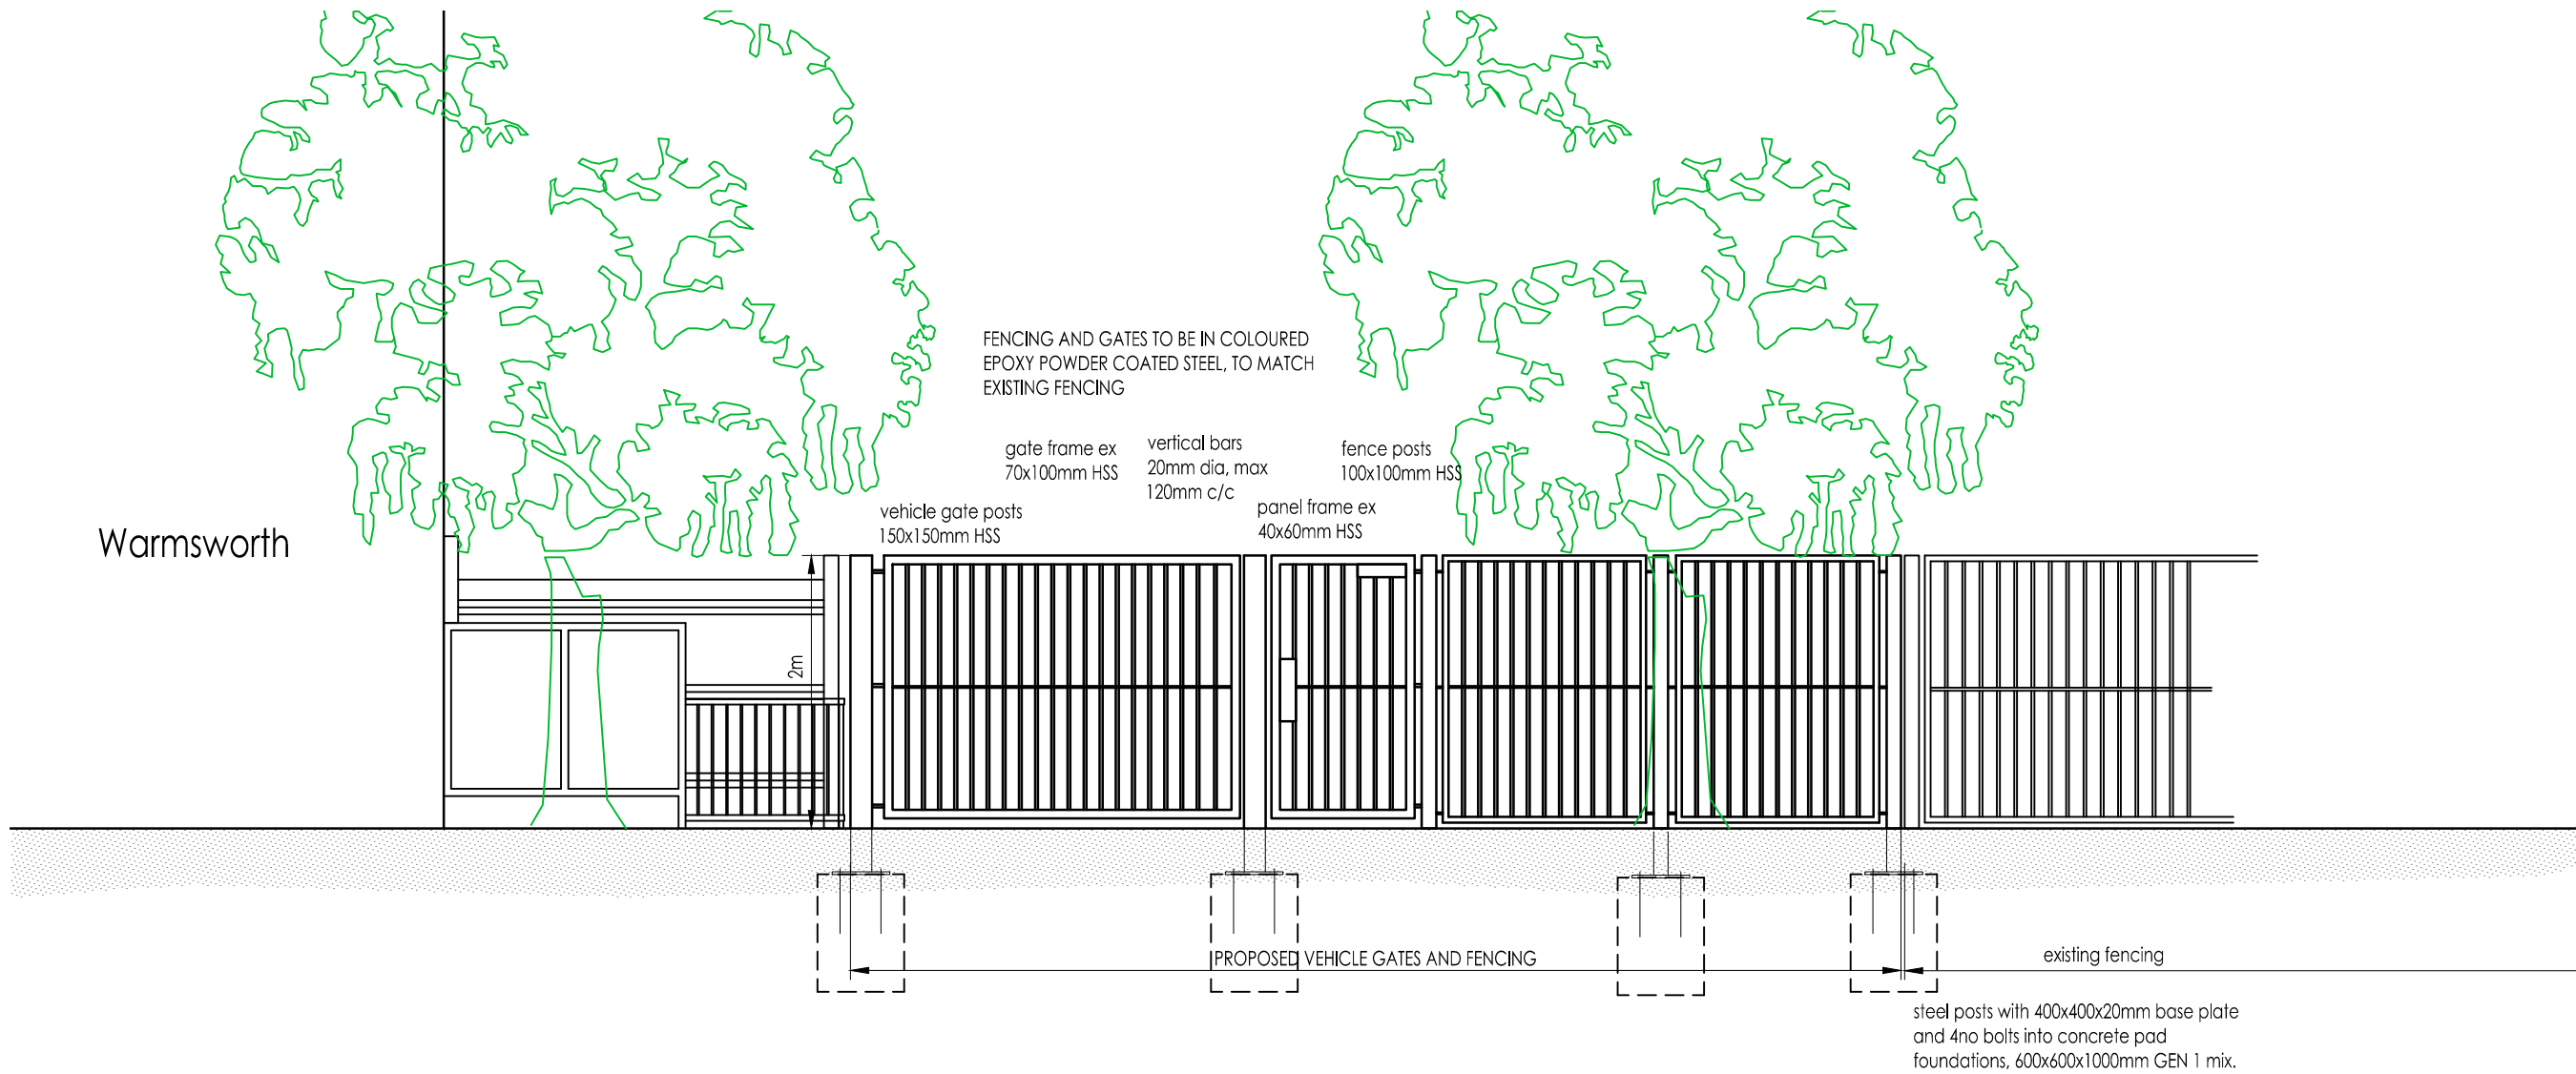 FENCING AND GATES TO BE IN COLOURED
EPOXY POWDER COATED STEEL, TO MATCH
EXISTING FENCING
gate frame ex
70x100mm HSS
vertical bars
20mm dia, max
120mm c/c
fence posts
100x100mm HSS
vehicle gate posts
150x150mm HSS
panel frame ex
40x60mm HSS
Warmsworth
2m
PROPOSED VEHICLE GATES AND FENCING
existing fencing
steel posts with 400x400x20mm base plate
and 4no bolts into concrete pad
foundations, 600x600x1000mm GEN 1 mix.